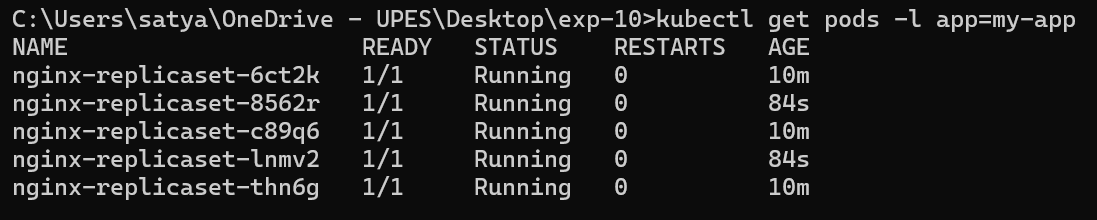 C:\Users\satya\OneDrive - UPES\Desktop\exp-10>kubectl get pods -l app=my-app
NAME READY STATUS RESTARTS AGE
nginx-replicaset-6ct2k 1/1 Running 0 10m
nginx-replicaset-8562r 1/1 Running 0 84s
nginx-replicaset-c89q6 1/1 Running 0 10m
nginx-replicaset-lnmv2 1/1 Running 0 84s
nginx-replicaset-thn6g 1/1 Running 0 10m